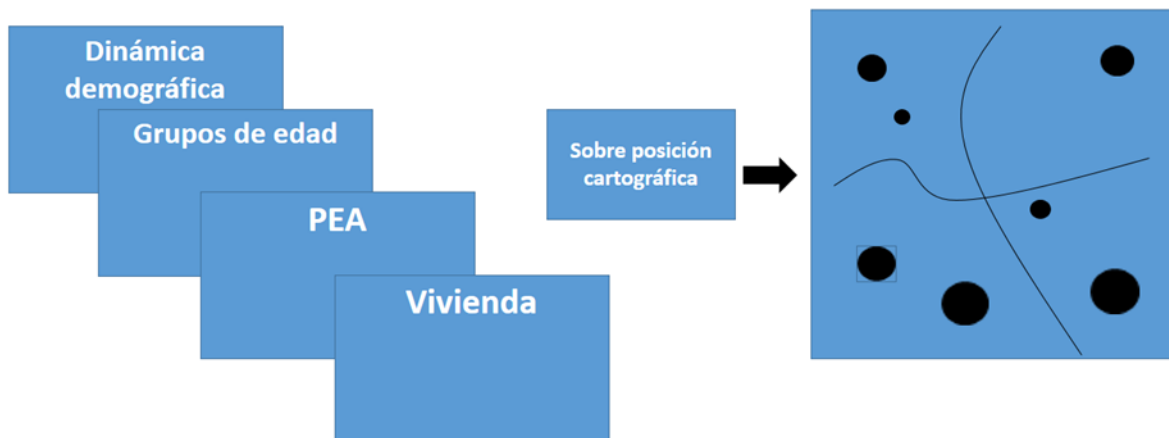 Dinámica
demográfica
Grupos de edad
PEA
Vivienda
Sobre posición
cartográfica